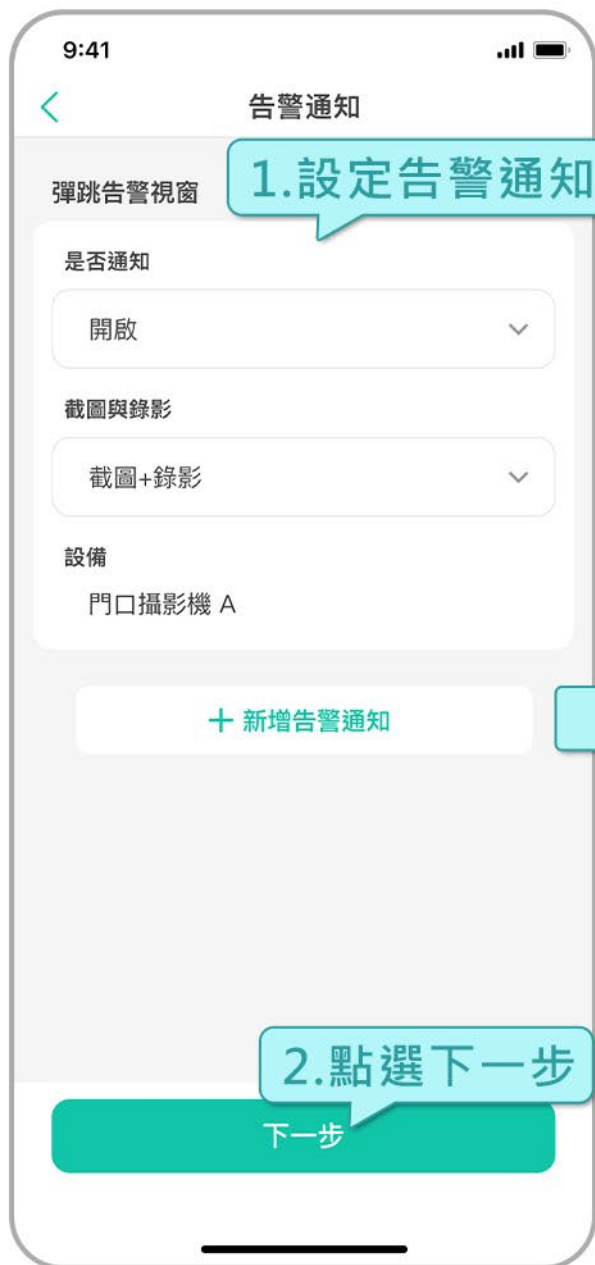 9:41
告警通知
1.設定告警通知
彈跳告警視窗
是否通知
開啟
截圖與錄影
截圖+錄影
設備
門口攝影機 A
+ 新增告警通知
2.點選下一步
下一步